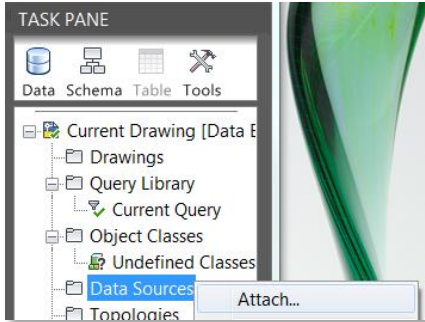 TASK PANE
Data Schema Table Tools
Current Drawing [Data E
Drawings
Query Library
Current Query
Object Classes
Undefined Classes
Data Sources
Attach...
Topologies